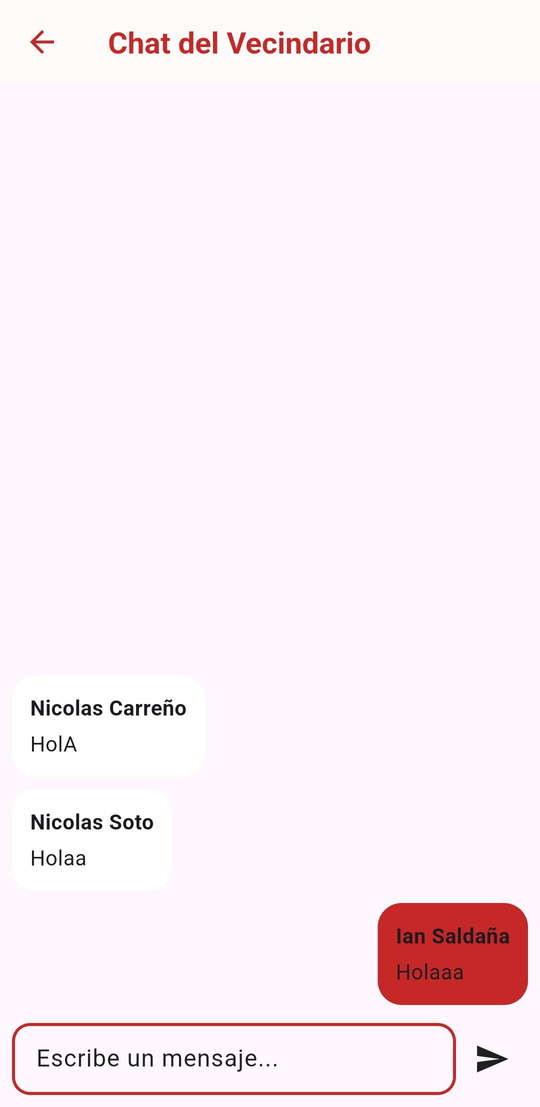 Chat del Vecindario
Nicolas Carreño
HolA
Nicolas Soto
Holaa
Ian Saldaña
Holaaa
Escribe un mensaje...